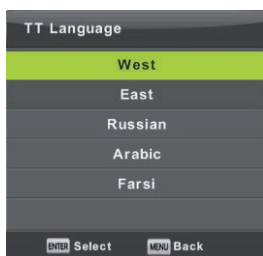 TT Language
West
East
Russian
Arabic
Farsi
ENTER Select MENU Back